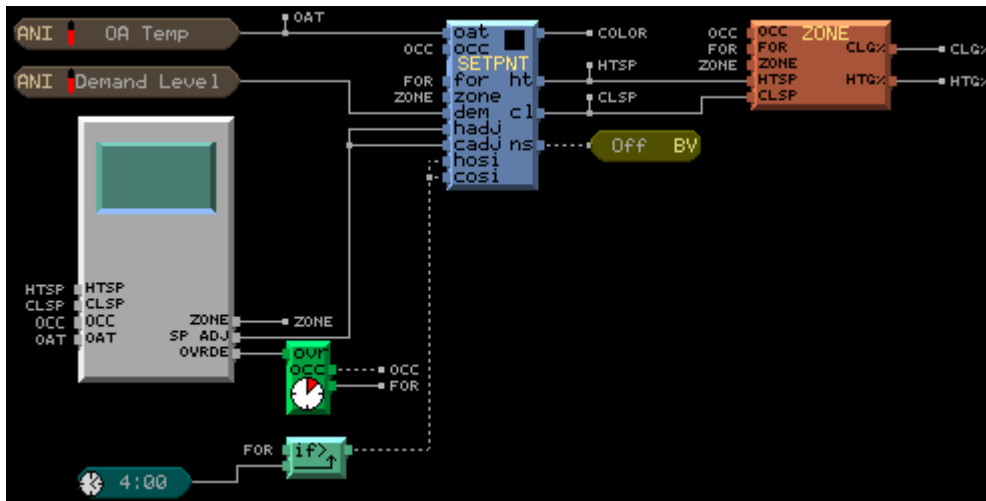 OAT
ANI OA Temp
oat
COLOR
OCC
occ
SETPNT
HTSP
FOR
for ht
ZONE
zone
CLSP
ANI Demand Level
dem cl
hadj
cadj ns
Off BV
hosi
cosi
OCC OCC ZONE
FOR FOR CLG% CLG%
ZONE ZONE
HTSP HTG% HTG%
CLSP
HTSP HTSP
CLSP CLSP
OCC OCC ZONE ZONE
OAT OAT SP ADJ
OVRDE
ovr
occ OCC
FOR
FOR if>
4:00